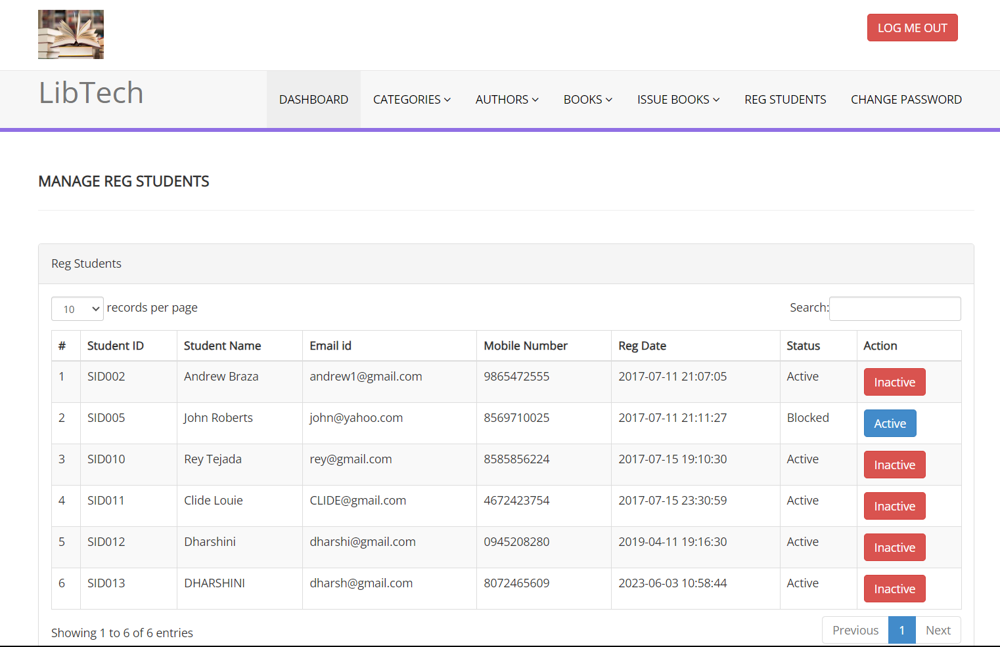 LOG ME OUT
LibTech
DASHBOARD CATEGORIES AUTHORS BOOKS ISSUE BOOKS REG STUDENTS CHANGE PASSWORD
MANAGE REG STUDENTS
Reg Students
10 records per page Search:
# Student ID Student Name Email id Mobile Number Reg Date Status Action
1 SID002 Andrew Braza andrew1@gmail.com 9865472555 2017-07-11 21:07:05 Active Inactive
2 SID005 John Roberts john@yahoo.com 8569710025 2017-07-11 21:11:27 Blocked Active
3 SID010 Rey Tejada rey@gmail.com 8585856224 2017-07-15 19:10:30 Active Inactive
4 SID011 Clide Louie CLIDE@gmail.com 4672423754 2017-07-15 23:30:59 Active Inactive
5 SID012 Dharshini dharshi@gmail.com 0945208280 2019-04-11 19:16:30 Active Inactive
6 SID013 DHARSHINI dharsh@gmail.com 8072465609 2023-06-03 10:58:44 Active Inactive
Showing 1 to 6 of 6 entries Previous 1 Next